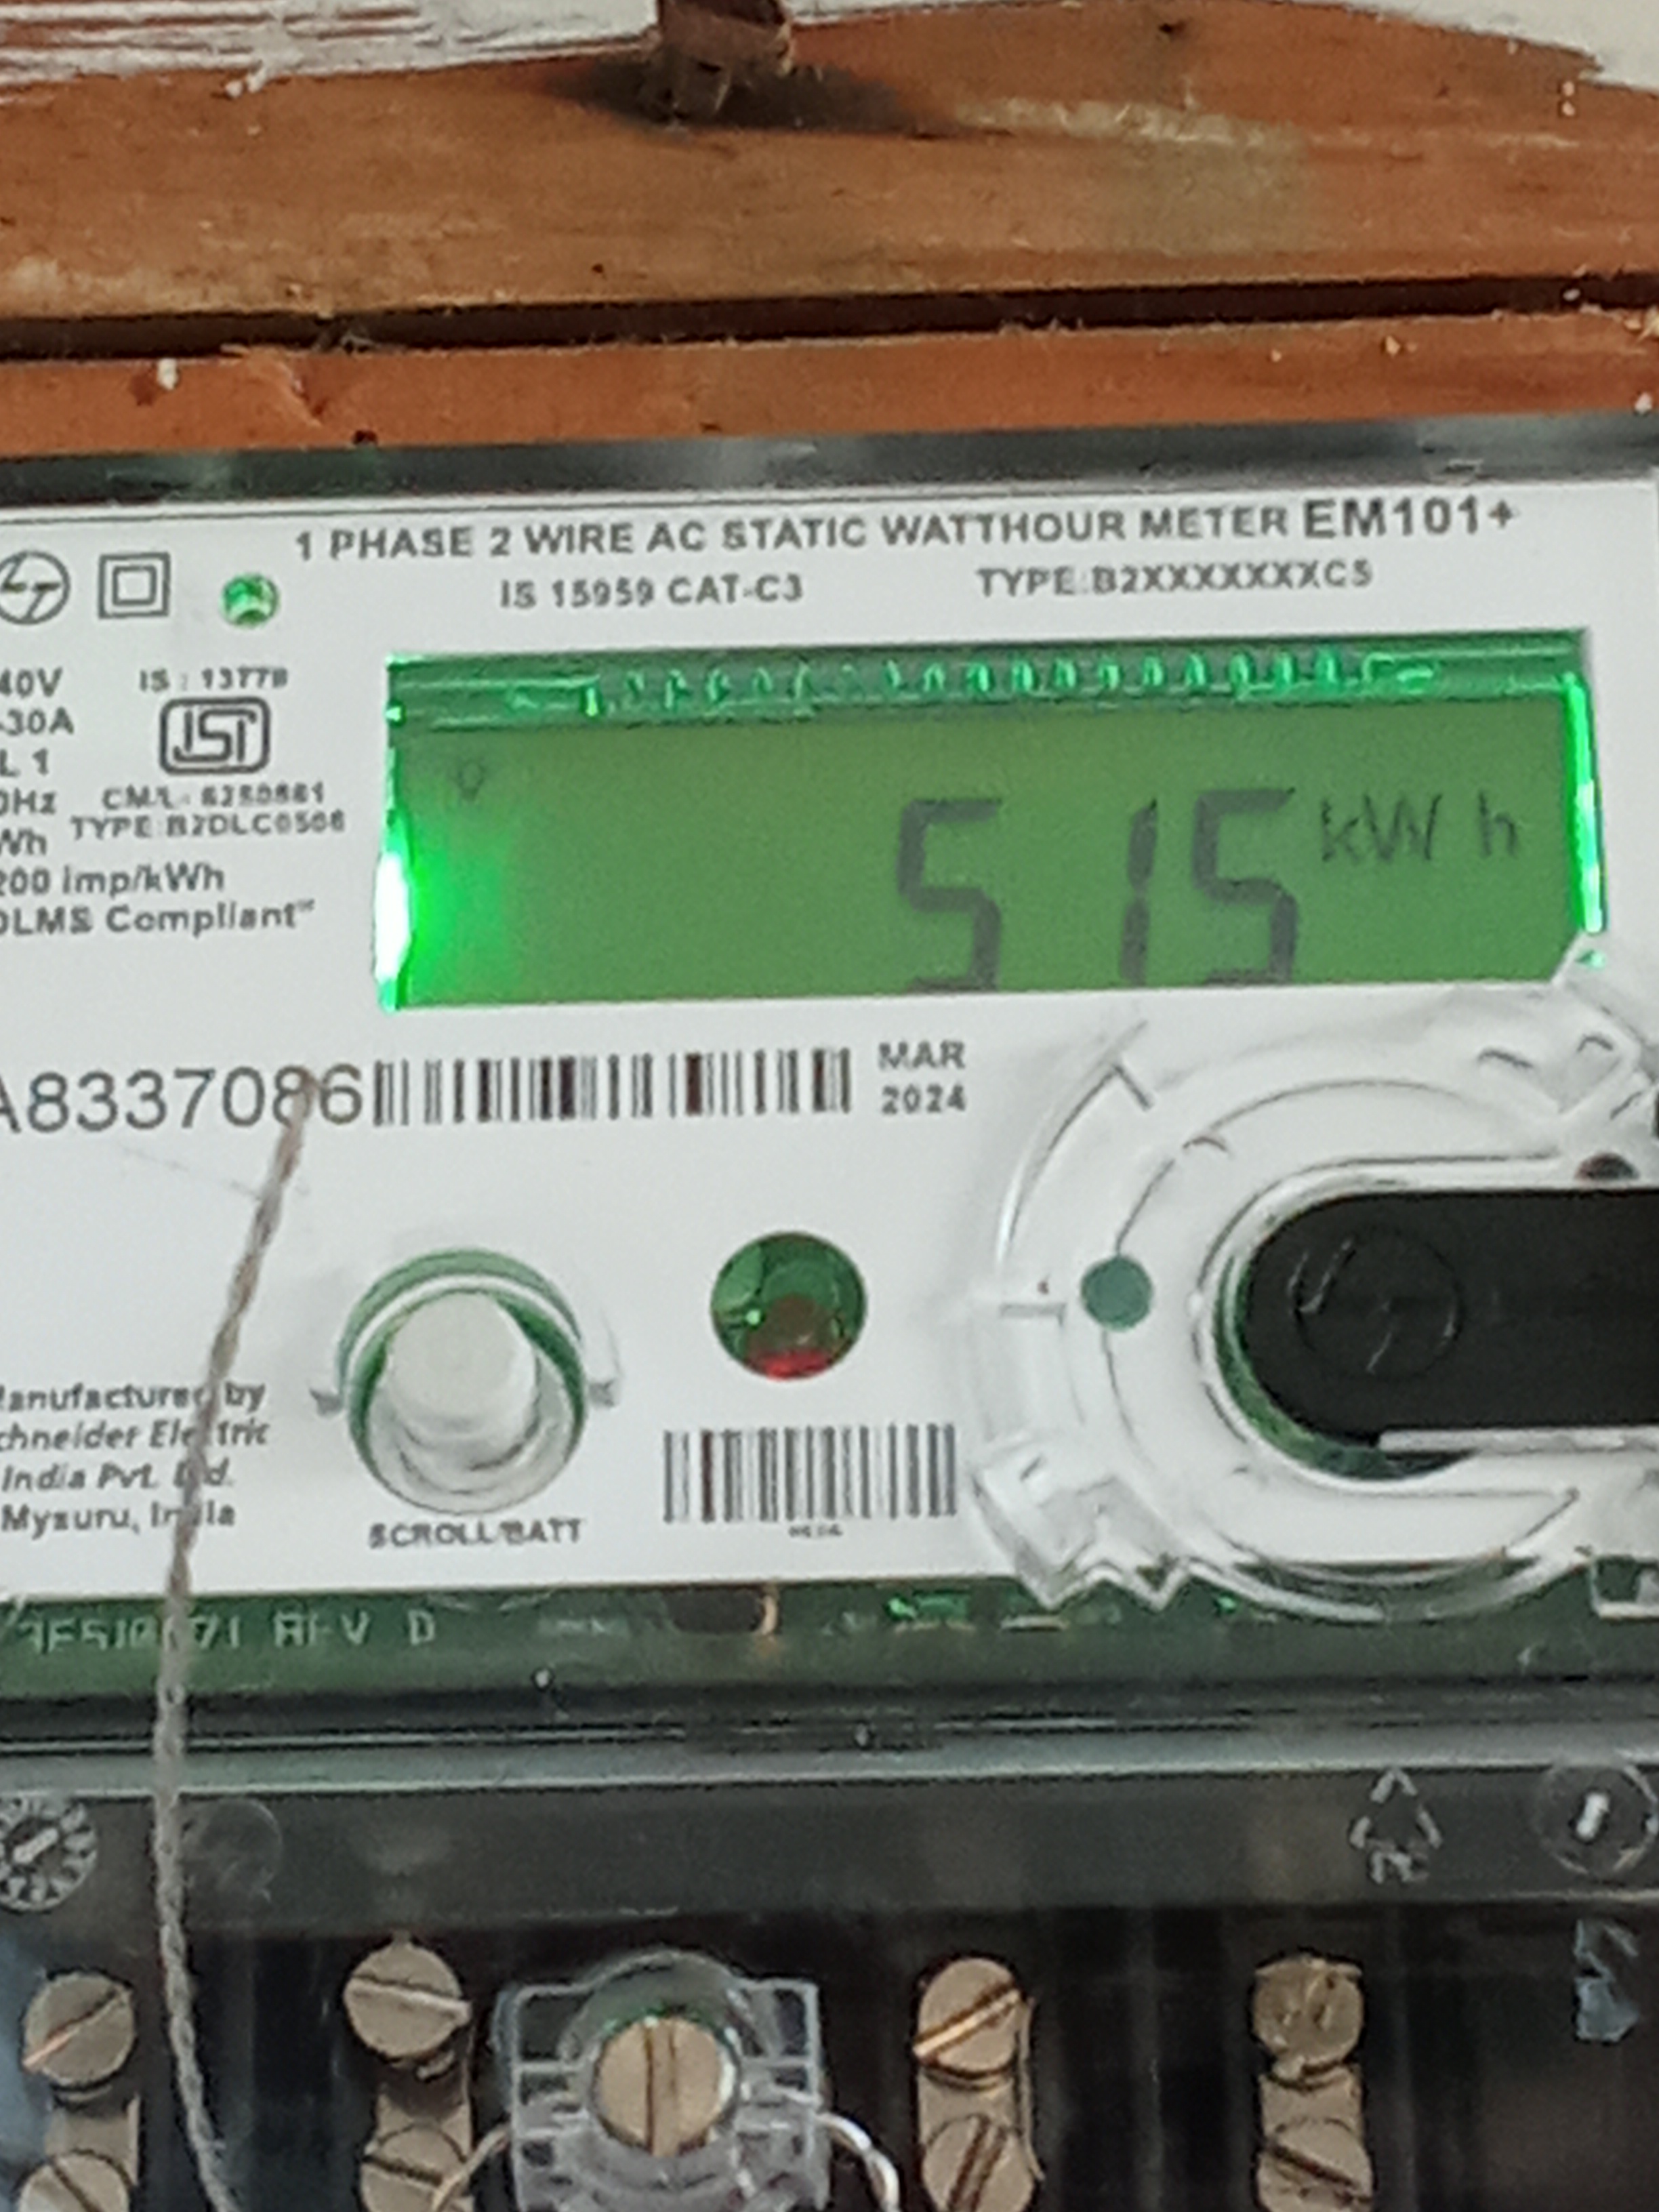 1 PHASE 2 WIRE AC STATIC WATTHOUR METER EM101+
IS 15959 CAT-C3
TYPE:B2XXXXXXXC5
40V
-30A
L 1
0Hz
Wh
200 imp/kWh
DLMS Compliant
IS : 13779
ISI
CM/L-
TYPE:B2DLC0506
515 kWh
A8337086
MAR
2024
Manufactured by
Schneider Electric
India Pvt. Ltd.
Mysuru, India
SCROLL/BATT
REV D
PC